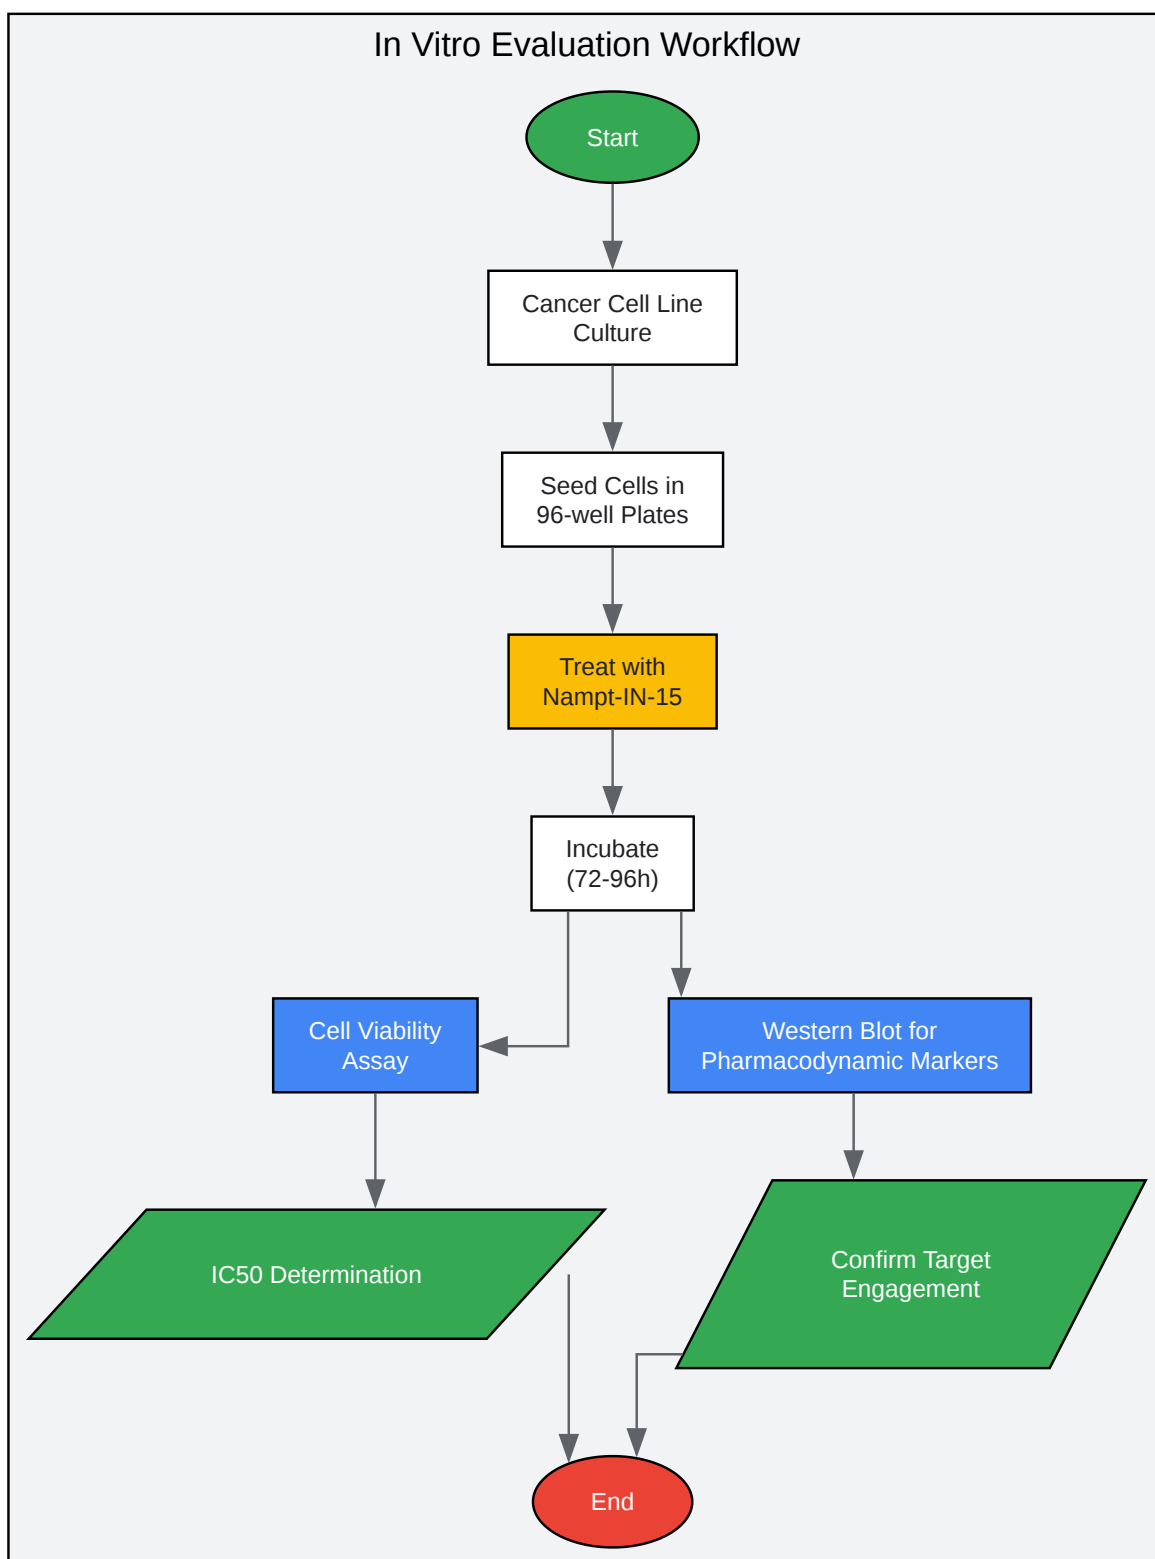 In Vitro Evaluation Workflow
Start
Cancer Cell Line
Culture
Seed Cells in
96-well Plates
Treat with
Nampt-IN-15
Incubate
(72-96h)
Cell Viability
Assay
Western Blot for
Pharmacodynamic Markers
IC50 Determination
Confirm Target
Engagement
End